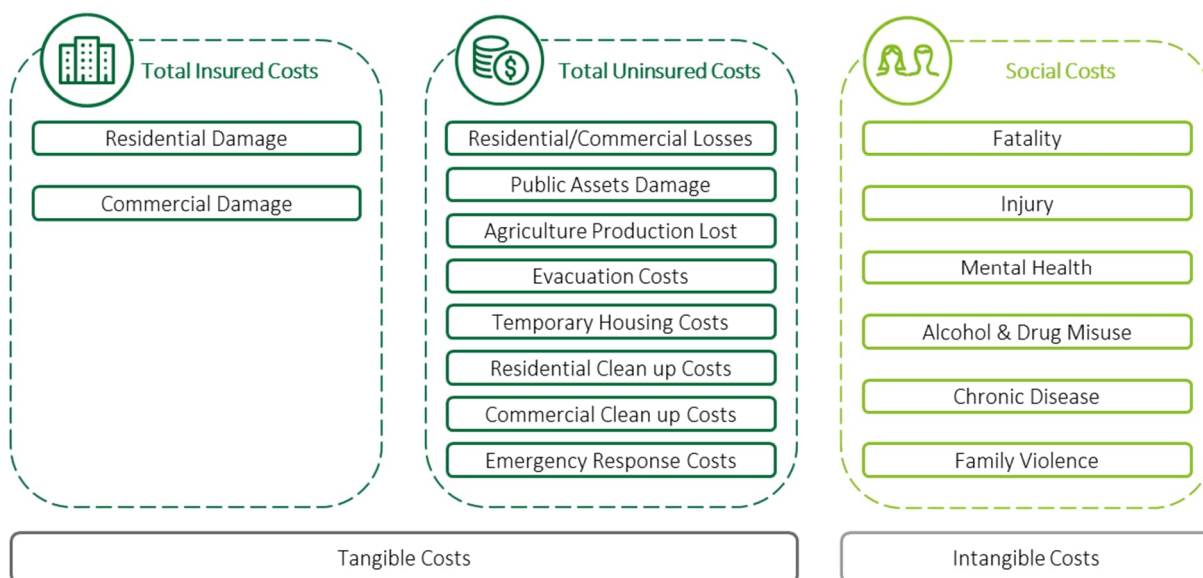 Total Insured Costs
Residential Damage
Commercial Damage
Total Uninsured Costs
Residential/Commercial Losses
Public Assets Damage
Agriculture Production Lost
Evacuation Costs
Temporary Housing Costs
Residential Clean up Costs
Commercial Clean up Costs
Emergency Response Costs
Social Costs
Fatality
Injury
Mental Health
Alcohol & Drug Misuse
Chronic Disease
Family Violence
Tangible Costs
Intangible Costs